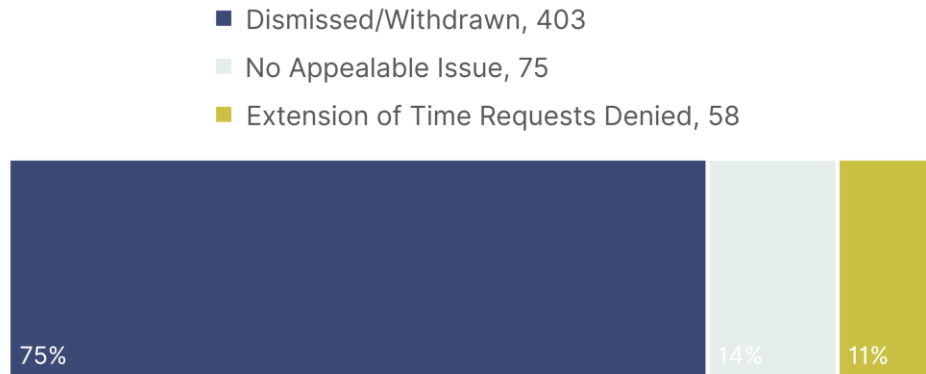 Dismissed/Withdrawn, 403
No Appealable Issue, 75
Extension of Time Requests Denied, 58
75%
14%
11%